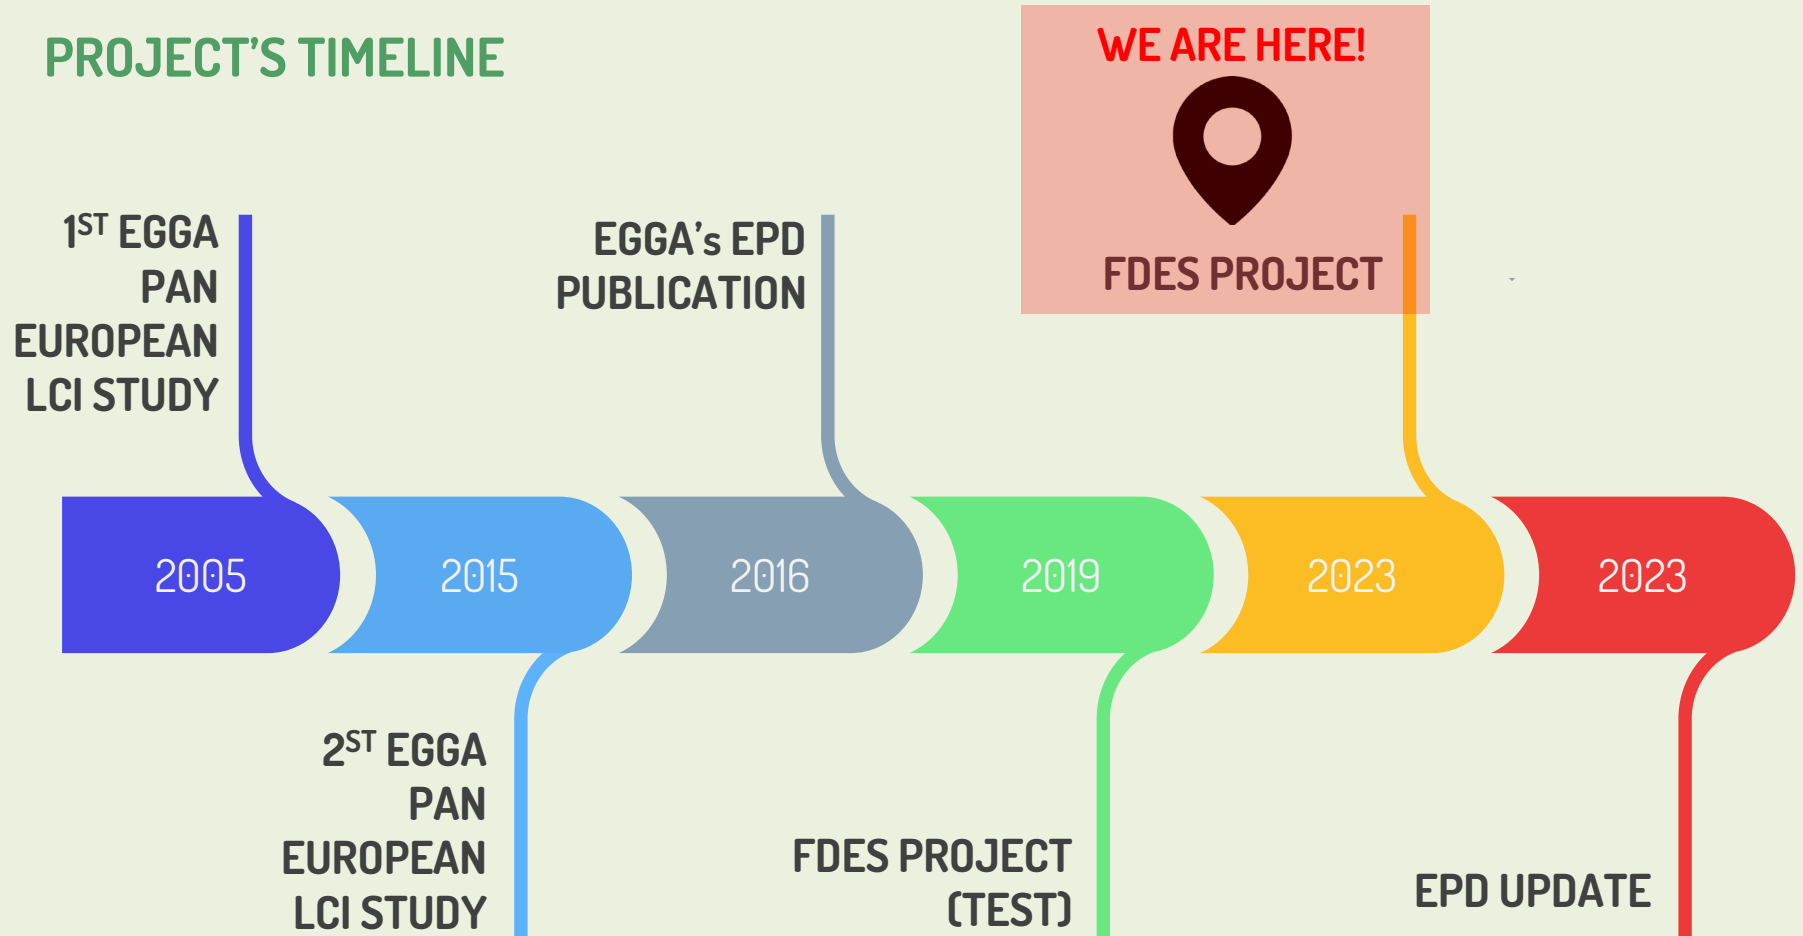 PROJECT'S TIMELINE
WE ARE HERE!
1ST EGGA
PAN
EUROPEAN
LCI STUDY
EGGA's EPD
PUBLICATION
FDES PROJECT
2005
2015
2016
2019
2023
2023
2ST EGGA
PAN
EUROPEAN
LCI STUDY
FDES PROJECT
(TEST)
EPD UPDATE